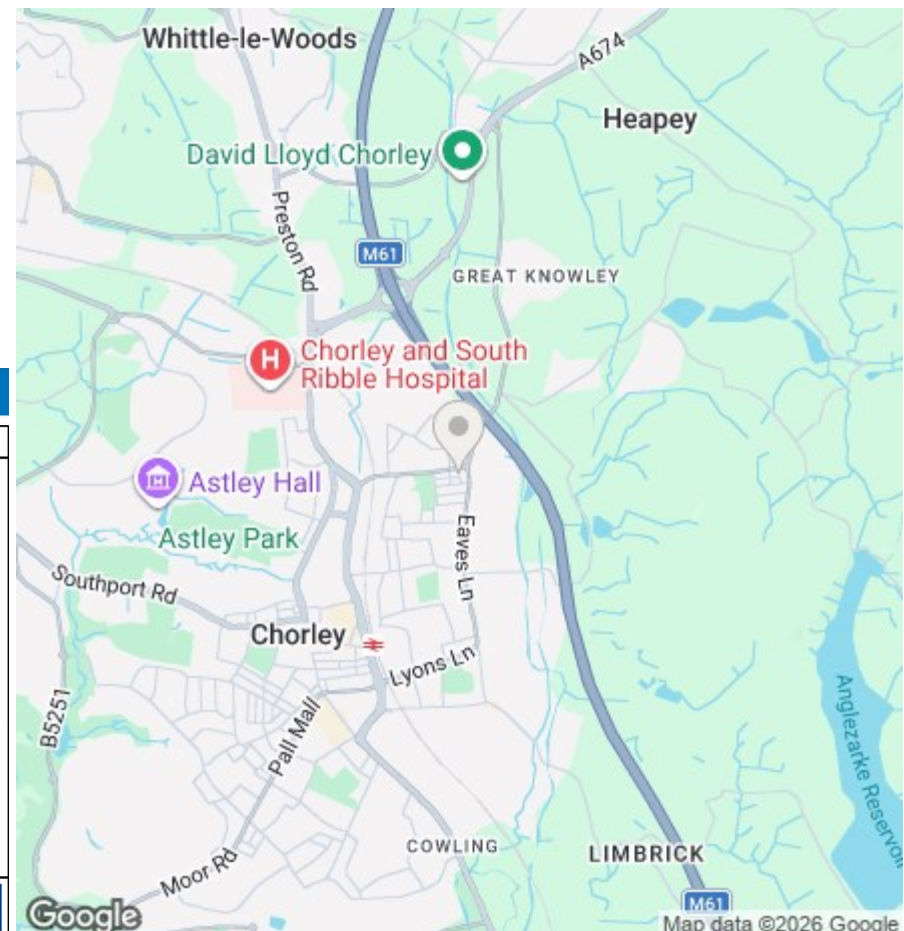 Whittle-le-Woods
A674
Heapey
David Lloyd Chorley
Preston Rd
M61
GREAT KNOWLEY
H
Chorley and South
Ribble Hospital
Astley Hall
Astley Park
Eaves Ln
Southport Rd
Chorley
Lyons Ln
B5251
Pall Mall
Anglezarke Reservoir
COWLING
LIMBRICK
Moor Rd
M61
Google
Map data ©2026 Google